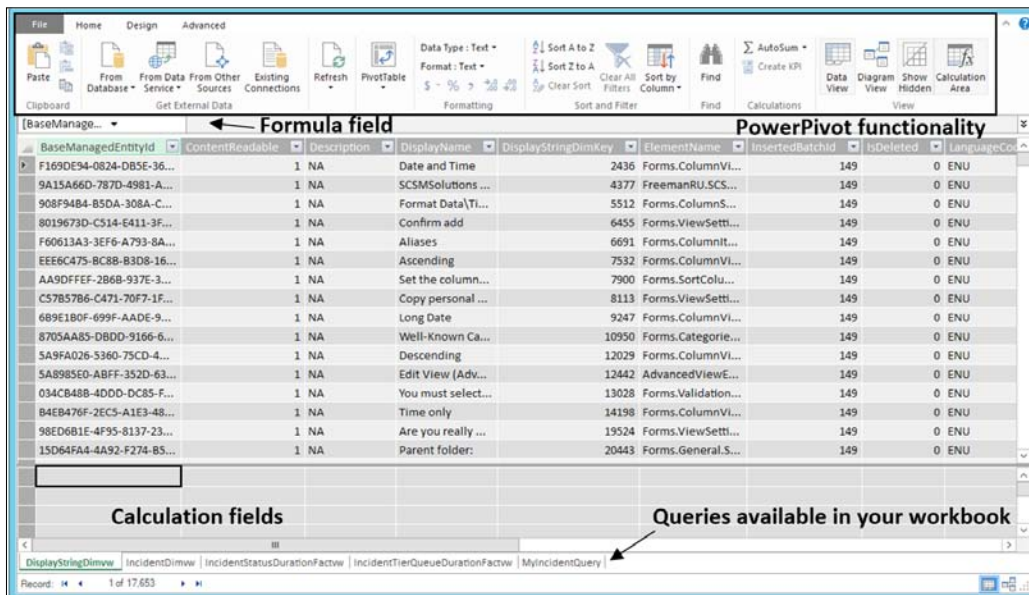 File Home Design Advanced
Paste From Database From Data Service From Other Sources Existing Connections Refresh PivotTable Data Type : Text Format : Text $ % , Sort A to Z Sort Z to A Clear Sort Clear All Filters Sort by Column Find AutoSum Create KPI Data View Diagram View Show Hidden Calculation Area
Clipboard Get External Data Formatting Sort and Filter Find Calculations View
[BaseManage... Formula field PowerPivot functionality
BaseManagedEntityId ContentReadable Description DisplayName DisplayStringDimKey ElementName InsertedBatchId IsDeleted LanguageCod
F169DE94-0824-DB5E-36... 1 NA Date and Time 2436 Forms.ColumnVi... 149 0 ENU
9A15A66D-787D-4981-A... 1 NA SCSMSolutions ... 4377 FreemanRU.SCS... 149 0 ENU
908F94B4-B5DA-308A-C... 1 NA Format Data\Ti... 5512 Forms.ColumnS... 149 0 ENU
8019673D-C514-E411-3F... 1 NA Confirm add 6455 Forms.ViewSetti... 149 0 ENU
F60613A3-3EF6-A793-8A... 1 NA Aliases 6691 Forms.ColumnIt... 149 0 ENU
EEE6C475-BC8B-B3D8-16... 1 NA Ascending 7532 Forms.ColumnVi... 149 0 ENU
AA9DFFEF-2B6B-937E-3... 1 NA Set the column... 7900 Forms.SortColu... 149 0 ENU
C57B57B6-C471-70F7-1F... 1 NA Copy personal ... 8113 Forms.ViewSetti... 149 0 ENU
6B9E1B0F-699F-AADE-9... 1 NA Long Date 9247 Forms.ColumnVi... 149 0 ENU
8705AA85-DBDD-9166-6... 1 NA Well-Known Ca... 10950 Forms.Categorie... 149 0 ENU
5A9FA026-5360-75CD-4... 1 NA Descending 12029 Forms.ColumnVi... 149 0 ENU
5A8985E0-ABFF-352D-63... 1 NA Edit View (Adv... 12442 AdvancedViewE... 149 0 ENU
034CB48B-4DDD-DC85-F... 1 NA You must select... 13028 Forms.Validation... 149 0 ENU
B4EB476F-2EC5-A1E3-48... 1 NA Time only 14198 Forms.ColumnVi... 149 0 ENU
98ED6B1E-4F95-8137-23... 1 NA Are you really ... 19524 Forms.ViewSetti... 149 0 ENU
15D64FA4-4A92-F274-B5... 1 NA Parent folder: 20443 Forms.General.S... 149 0 ENU
Calculation fields Queries available in your workbook
DisplayStringDimvw IncidentDimvw IncidentStatusDurationFactvw IncidentTierQueueDurationFactvw MyIncidentQuery
Record: 1 of 17,653